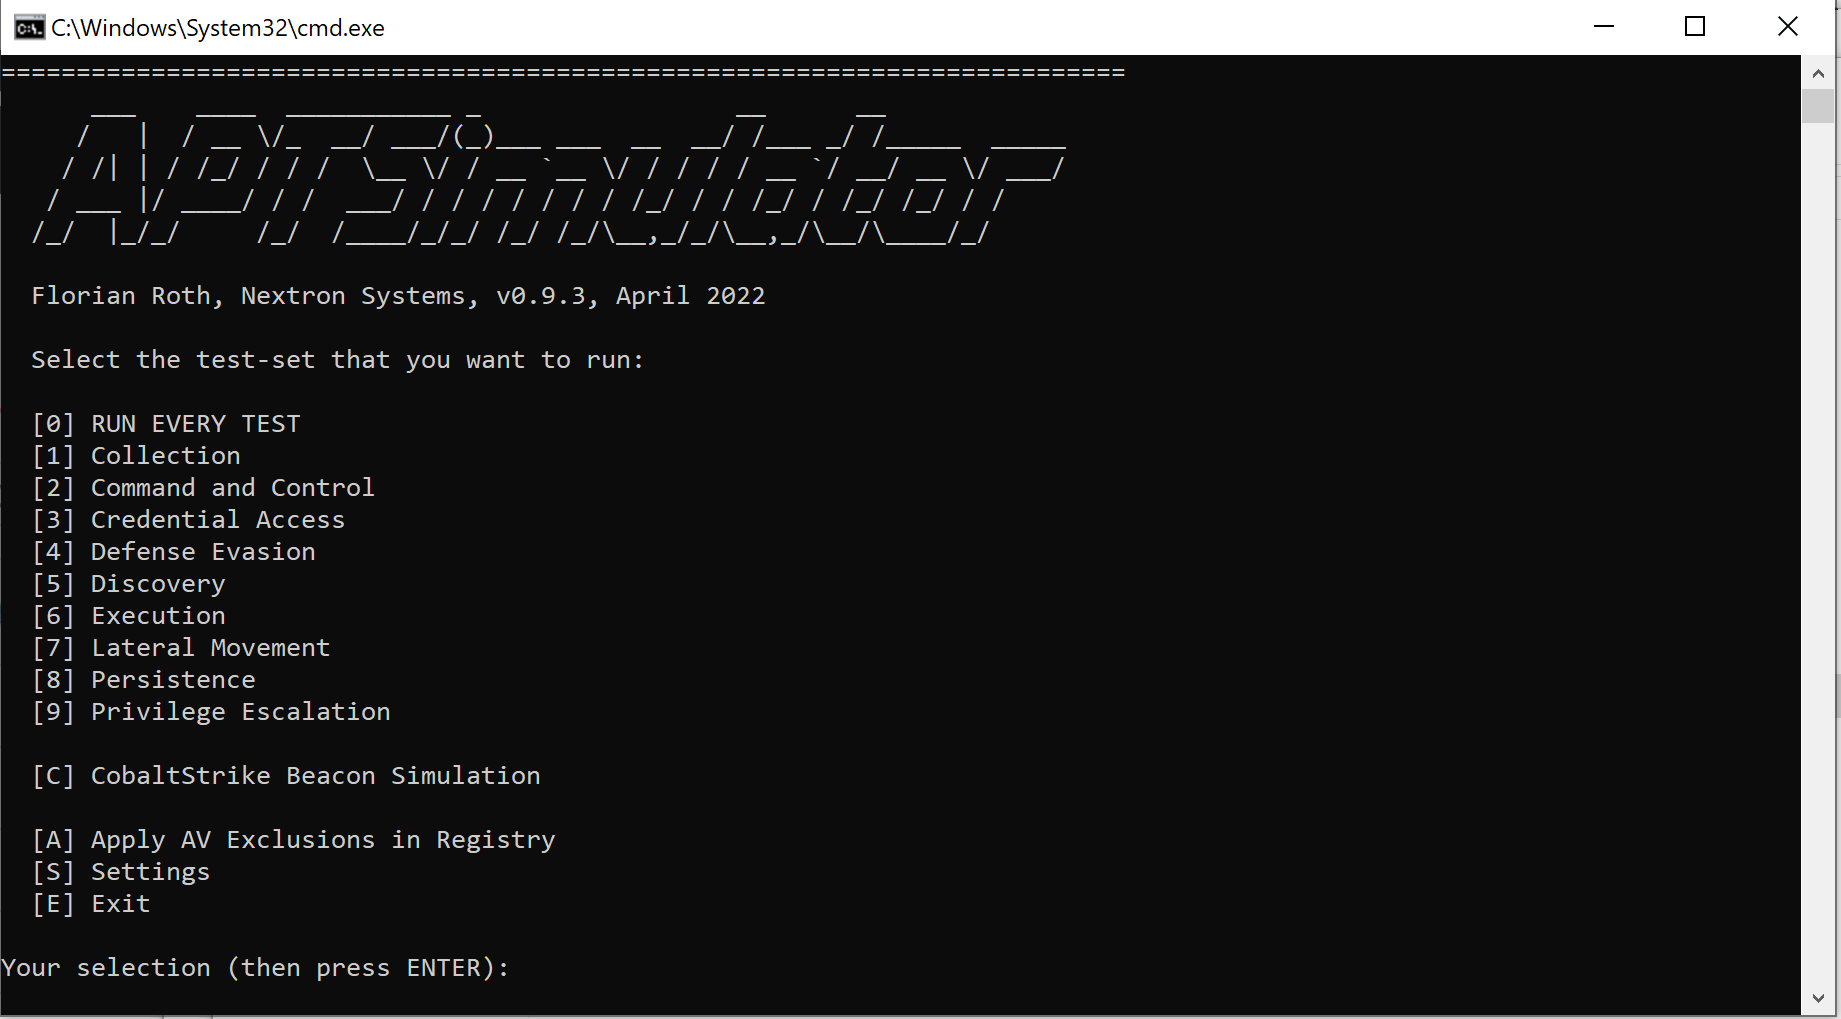 C:\Windows\System32\cmd.exe
===========================================================================
APTSimulator
Florian Roth, Nextron Systems, v0.9.3, April 2022
Select the test-set that you want to run:
[0] RUN EVERY TEST
[1] Collection
[2] Command and Control
[3] Credential Access
[4] Defense Evasion
[5] Discovery
[6] Execution
[7] Lateral Movement
[8] Persistence
[9] Privilege Escalation
[C] CobaltStrike Beacon Simulation
[A] Apply AV Exclusions in Registry
[S] Settings
[E] Exit
Your selection (then press ENTER):